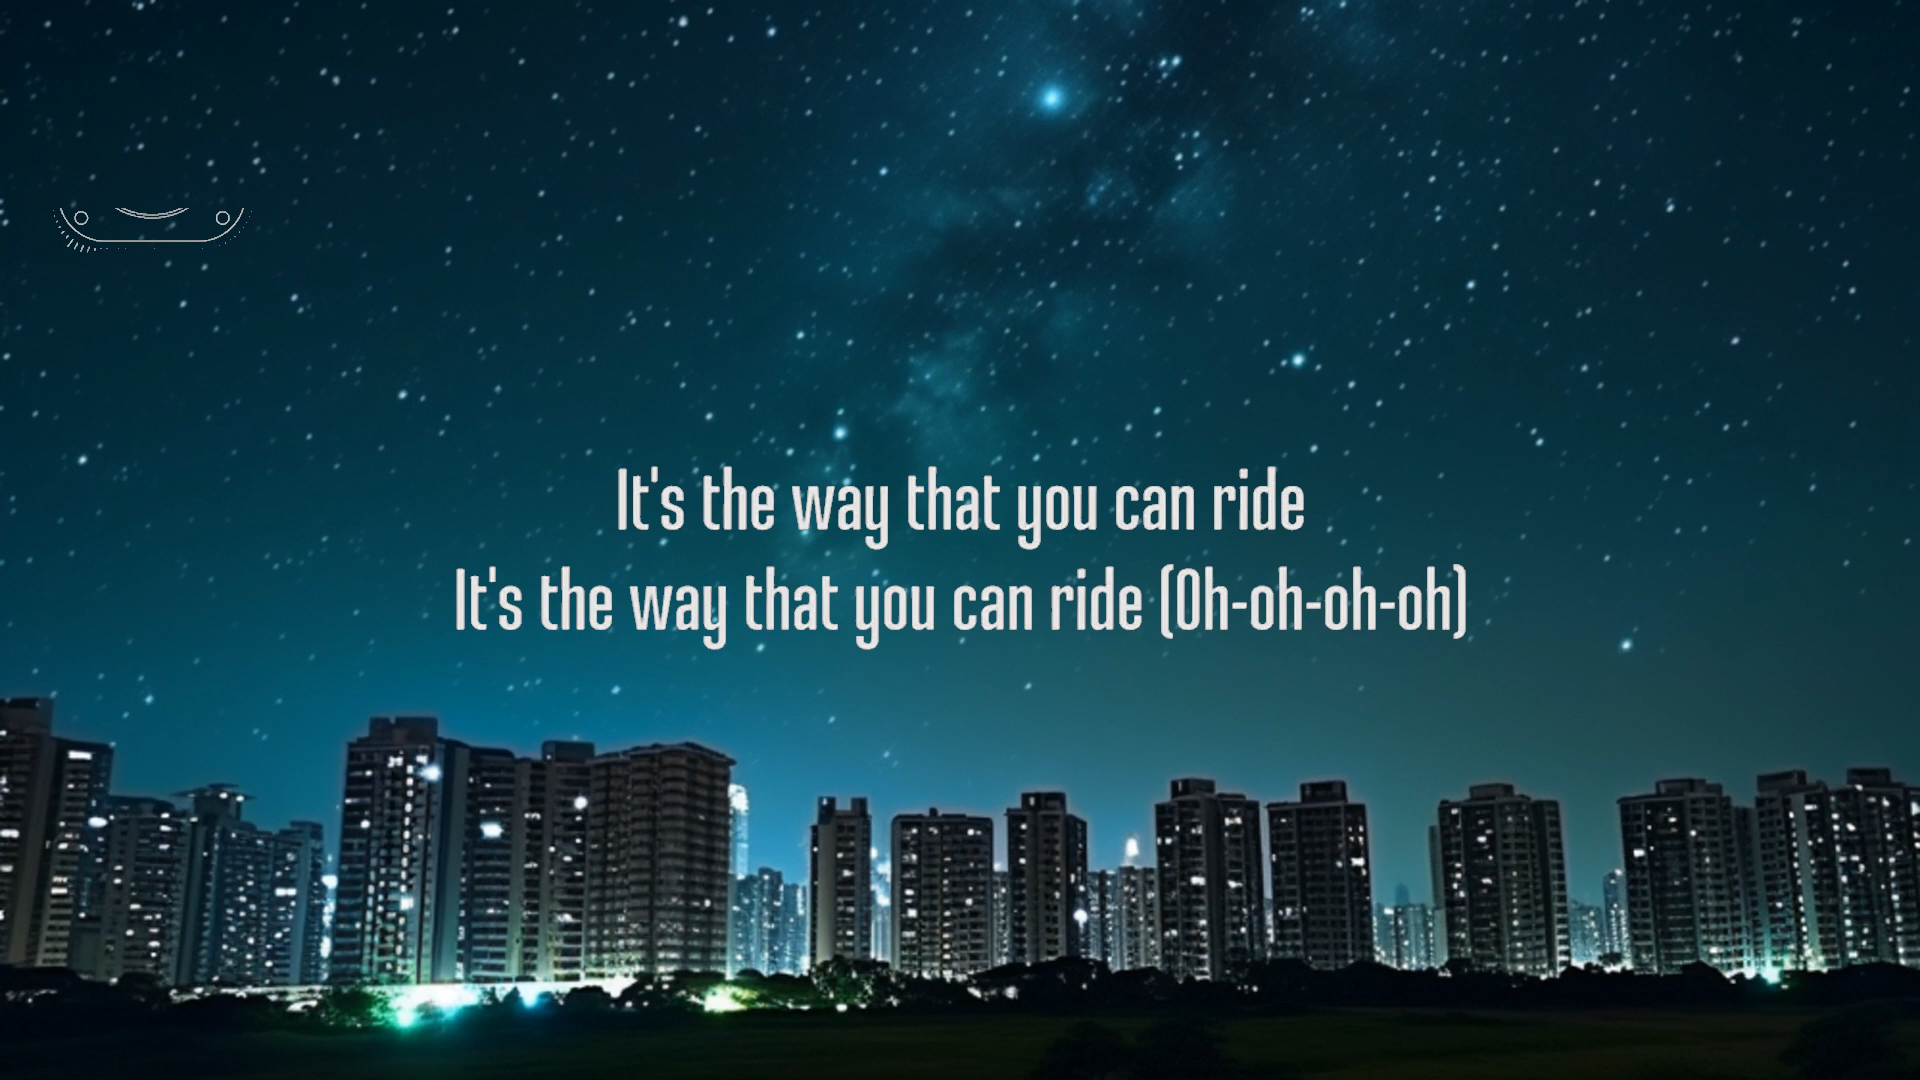 It's the way that you can ride
It's the way that you can ride (Oh-oh-oh-oh)